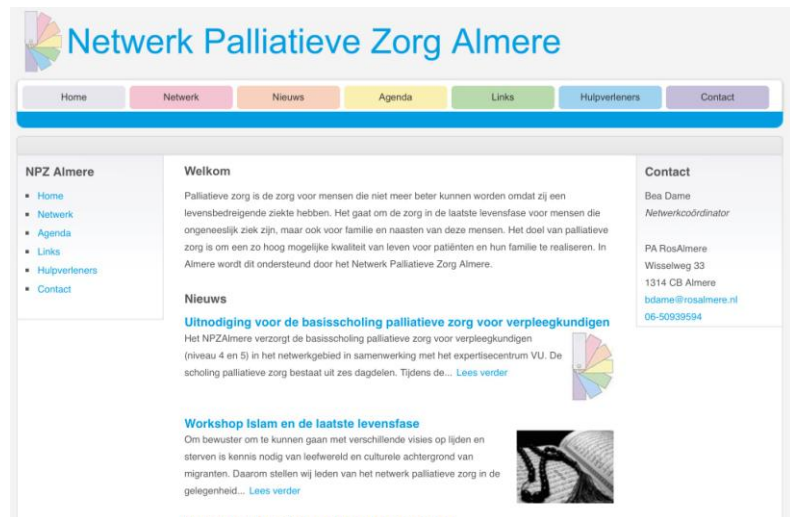 Netwerk Palliatieve Zorg Almere
Home
Netwerk
Nieuws
Agenda
Links
Hulpverleners
Contact
NPZ Almere
Home
Netwerk
Agenda
Links
Hulpverleners
Contact
Welkom
Palliatieve zorg is de zorg voor mensen die niet meer beter kunnen worden omdat zij een
levensbedreigende ziekte hebben. Het gaat om de zorg in de laatste levensfase voor mensen die
ongeneeslijk ziek zijn, maar ook voor familie en naasten van deze mensen. Het doel van palliatieve
zorg is om een zo hoog mogelijke kwaliteit van leven voor patiënten en hun familie te realiseren. In
Almere wordt dit ondersteund door het Netwerk Palliatieve Zorg Almere.
Nieuws
Uitnodiging voor de basisscholing palliatieve zorg voor verpleegkundigen
Het NPZAlmere verzorgt de basisscholing palliatieve zorg voor verpleegkundigen
(niveau 4 en 5) in het netwerkgebied in samenwerking met het expertisecentrum VU. De
scholing palliatieve zorg bestaat uit zes dagdelen. Tijdens de... Lees verder
Workshop Islam en de laatste levensfase
Om bewuster om te kunnen gaan met verschillende visies op lijden en
sterven is kennis nodig van leefwereld en culturele achtergrond van
migranten. Daarom stellen wij leden van het netwerk palliatieve zorg in de
gelegenheid... Lees verder
Contact
Bea Dame
Netwerkcoördinator
PA RosAlmere
Wisselweg 33
1314 CB Almere
bdame@rosalmere.nl
06-50939594